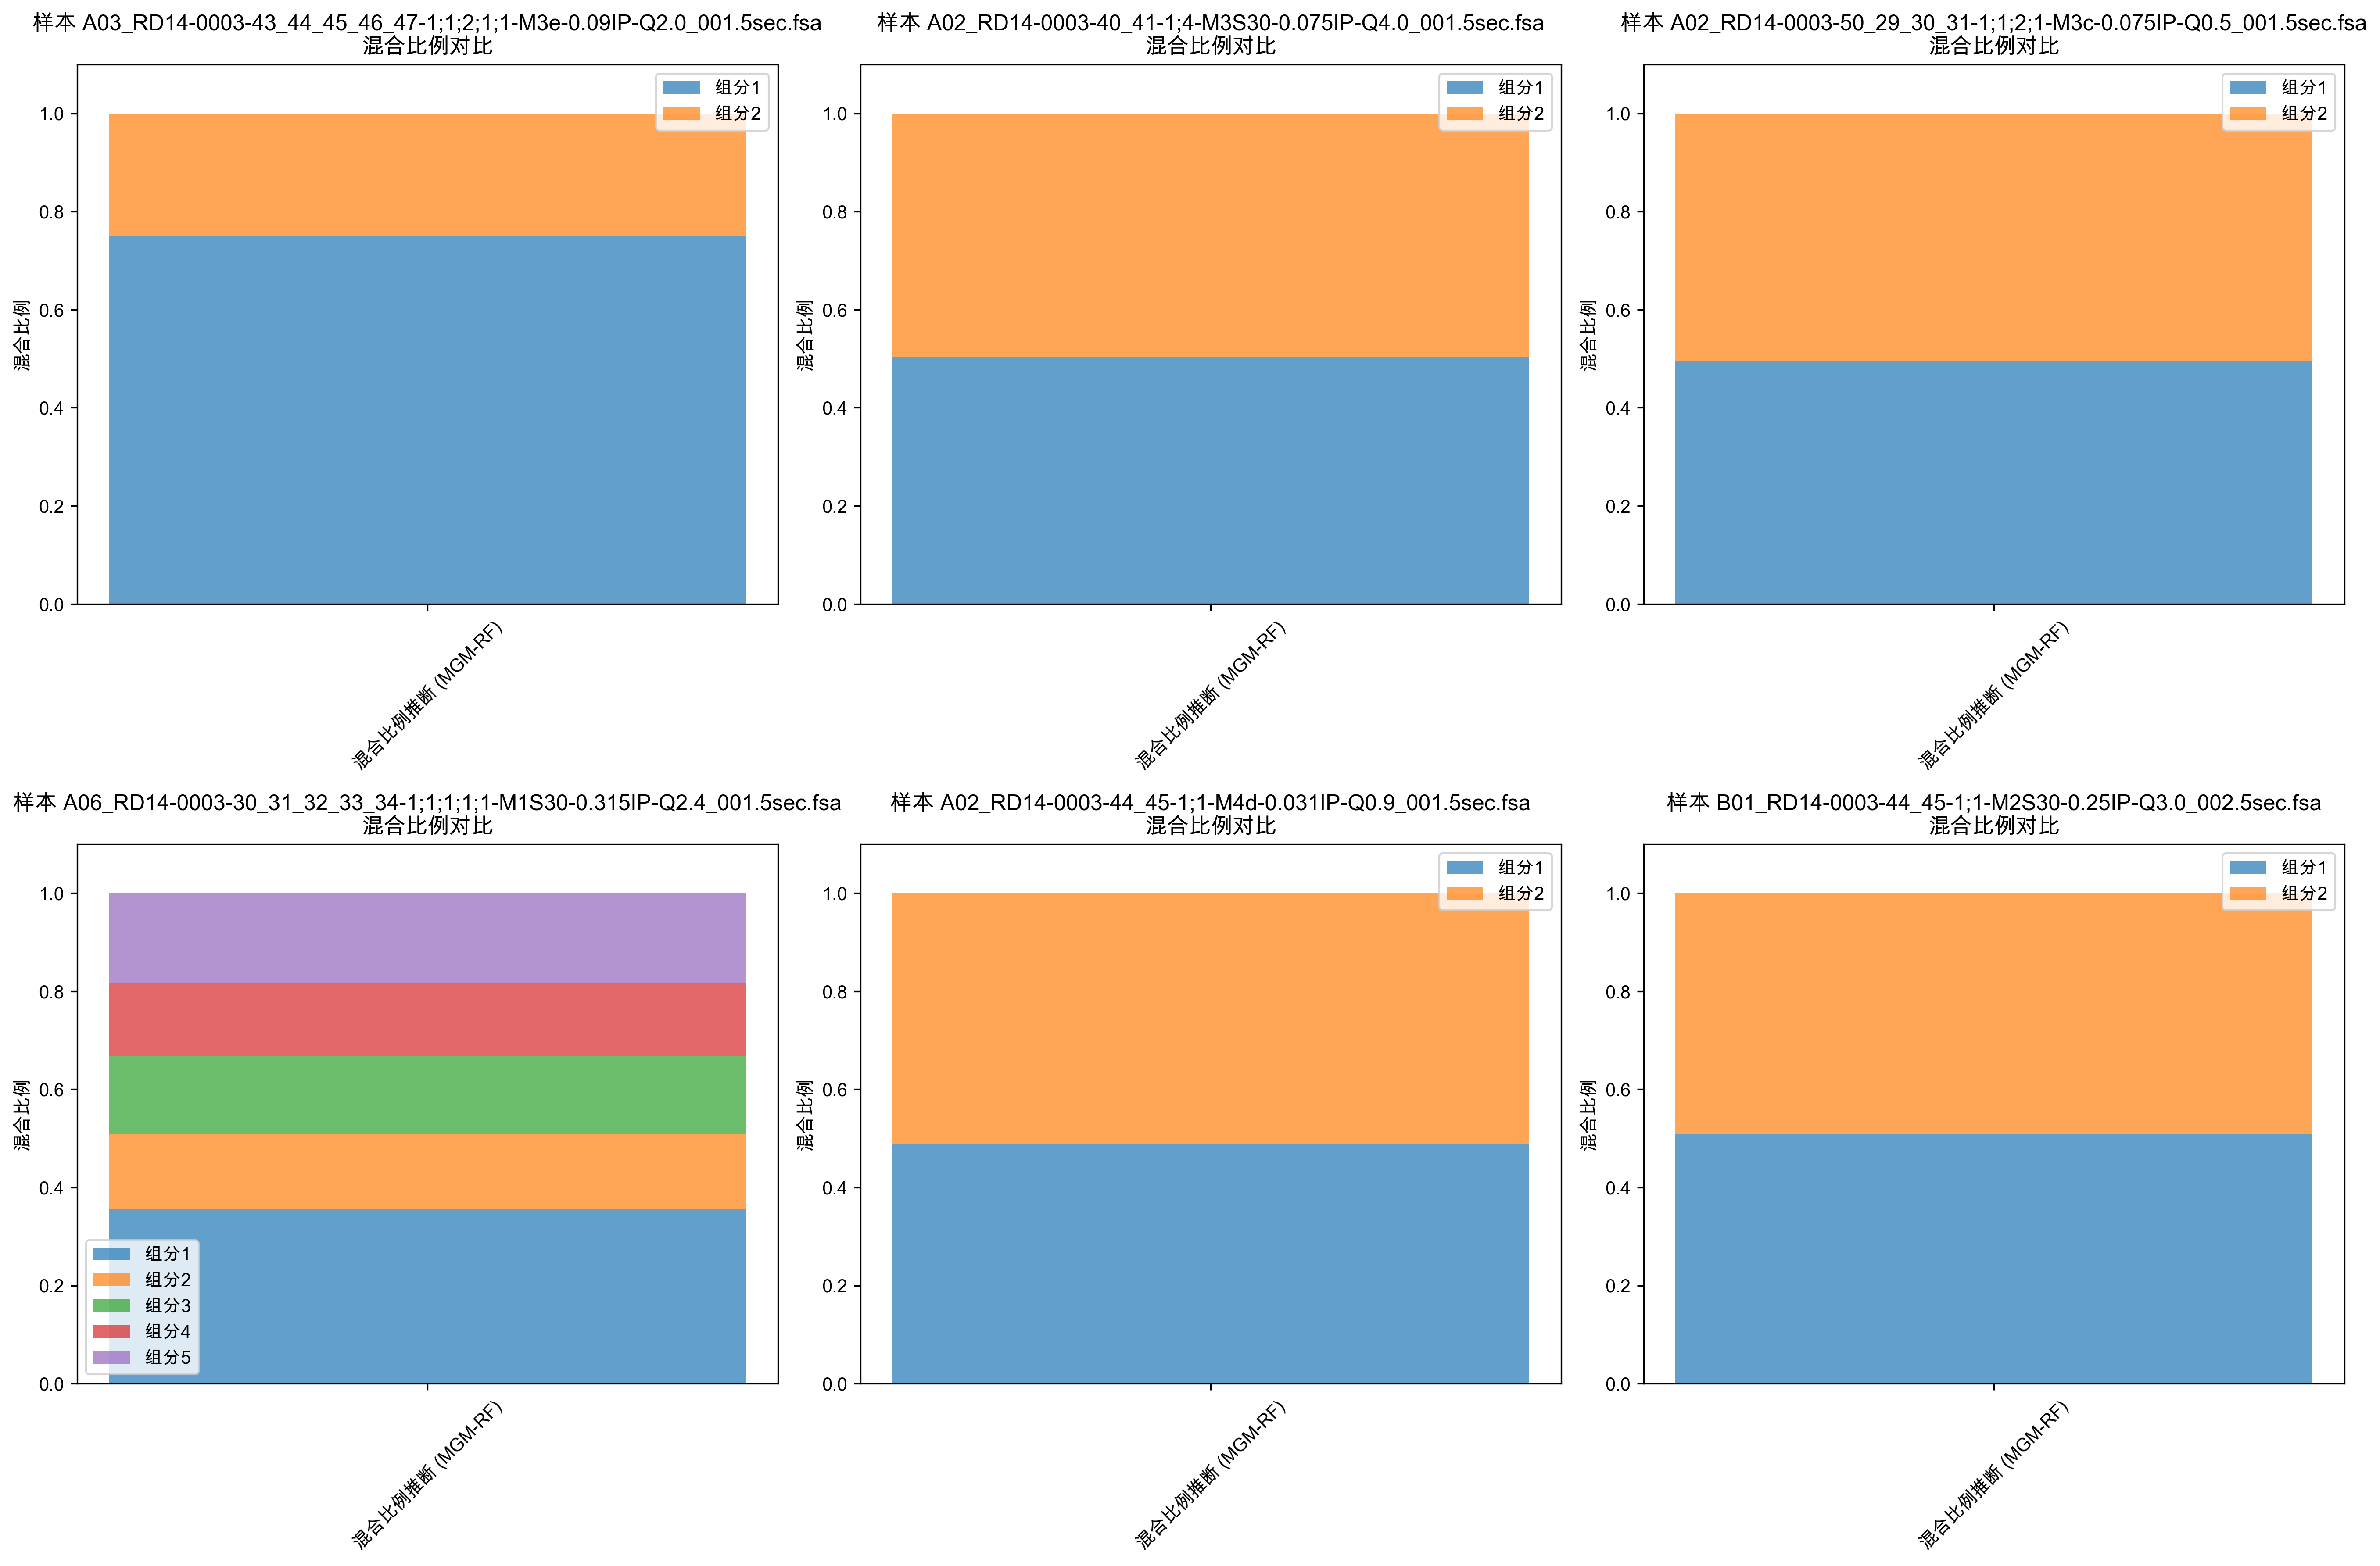 样本 A03_RD14-0003-43_44_45_46_47-1;1;2;1;1-M3e-0.09IP-Q2.0_001.5sec.fsa
混合比例对比
组分1
组分2
1.0
0.8
0.6
0.4
0.2
0.0
混合比例
混合比例推断 (MGM-RF)
样本 A02_RD14-0003-40_41-1;4-M3S30-0.075IP-Q4.0_001.5sec.fsa
混合比例对比
组分1
组分2
1.0
0.8
0.6
0.4
0.2
0.0
混合比例
混合比例推断 (MGM-RF)
样本 A02_RD14-0003-50_29_30_31-1;1;2;1-M3c-0.075IP-Q0.5_001.5sec.fsa
混合比例对比
组分1
组分2
1.0
0.8
0.6
0.4
0.2
0.0
混合比例
混合比例推断 (MGM-RF)
样本 A06_RD14-0003-30_31_32_33_34-1;1;1;1;1-M1S30-0.315IP-Q2.4_001.5sec.fsa
混合比例对比
1.0
0.8
0.6
0.4
0.2
0.0
混合比例
组分1
组分2
组分3
组分4
组分5
混合比例推断 (MGM-RF)
样本 A02_RD14-0003-44_45-1;1-M4d-0.031IP-Q0.9_001.5sec.fsa
混合比例对比
组分1
组分2
1.0
0.8
0.6
0.4
0.2
0.0
混合比例
混合比例推断 (MGM-RF)
样本 B01_RD14-0003-44_45-1;1-M2S30-0.25IP-Q3.0_002.5sec.fsa
混合比例对比
组分1
组分2
1.0
0.8
0.6
0.4
0.2
0.0
混合比例
混合比例推断 (MGM-RF)